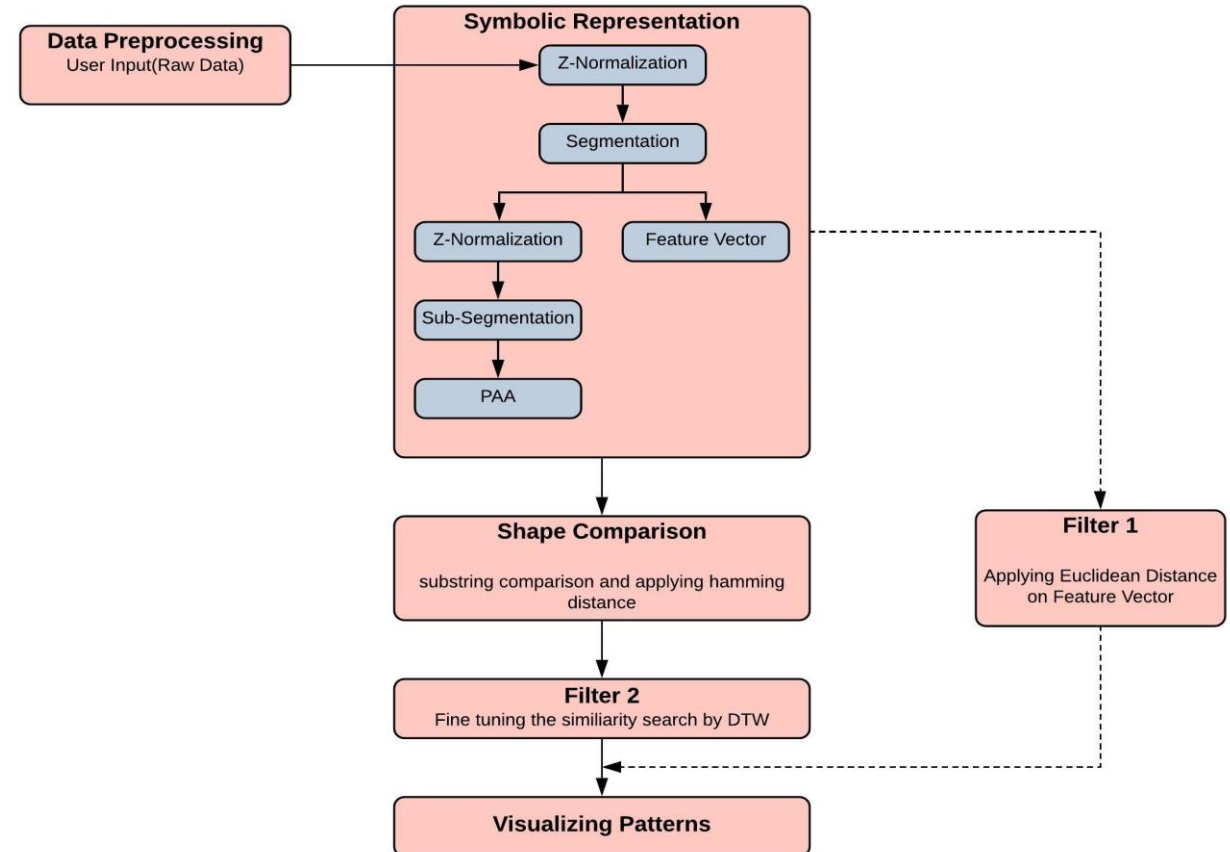 Symbolic Representation
Data Preprocessing
User Input(Raw Data)
Z-Normalization
Segmentation
Z-Normalization
Feature Vector
Sub-Segmentation
PAA
Shape Comparison
substring comparison and applying hamming
distance
Filter 1
Applying Euclidean Distance
on Feature Vector
Filter 2
Fine tuning the similiarity search by DTW
Visualizing Patterns